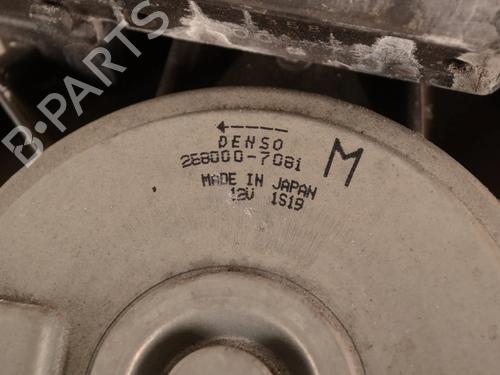 B-PARTS
DENSO
268000-7081
M
MADE IN JAPAN
12V 1S19